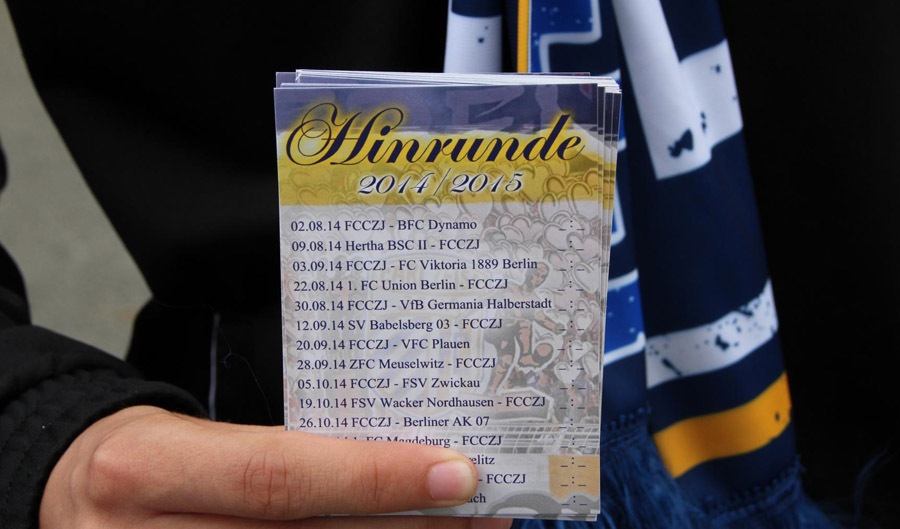 Hinrunde
2014/2015
02.08.14 FCCZJ - BFC Dynamo _:_
09.08.14 Hertha BSC II - FCCZJ _:_
03.09.14 FCCZJ - FC Viktoria 1889 Berlin _:_
22.08.14 1. FC Union Berlin - FCCZJ _:_
30.08.14 FCCZJ - VfB Germania Halberstadt _:_
12.09.14 SV Babelsberg 03 - FCCZJ _:_
20.09.14 FCCZJ - VFC Plauen _:_
28.09.14 ZFC Meuselwitz - FCCZJ _:_
05.10.14 FCCZJ - FSV Zwickau _:_
19.10.14 FSV Wacker Nordhausen - FCCZJ _:_
26.10.14 FCCZJ - Berliner AK 07 _:_
FC Magdeburg - FCCZJ _:_
_:_
- FCCZJ _:_